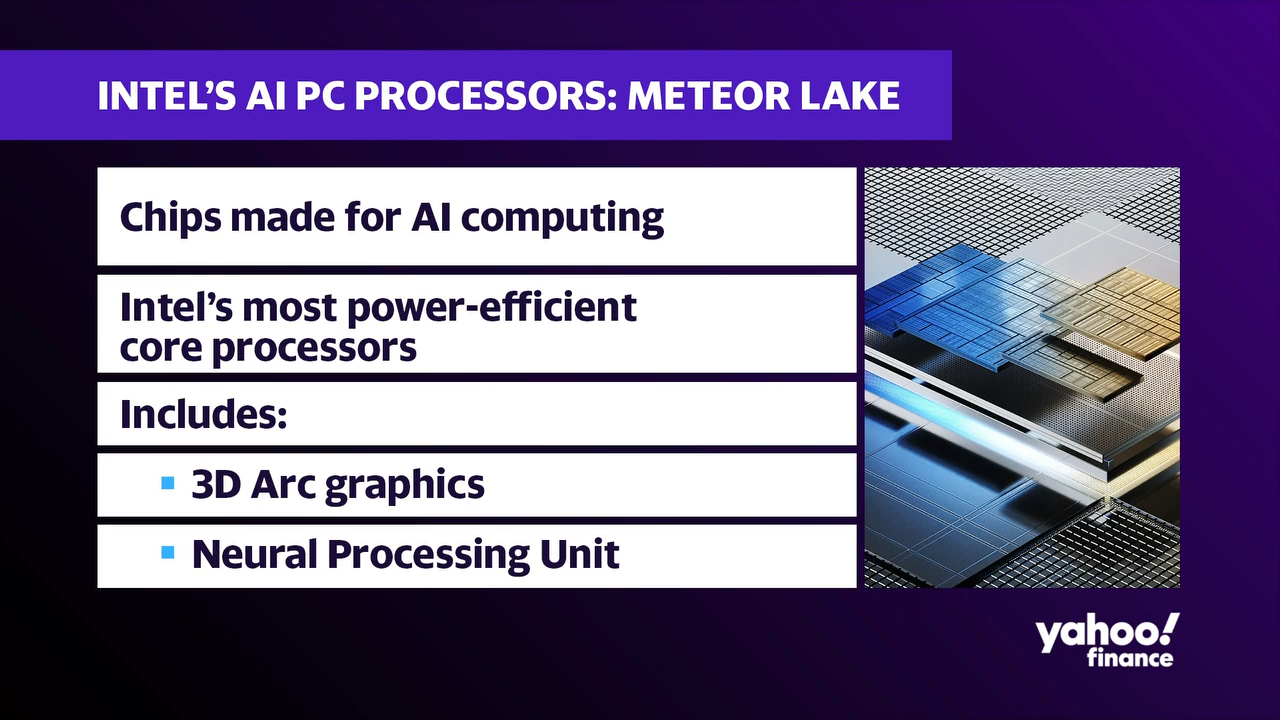 INTEL’S AI PC PROCESSORS: METEOR LAKE
Chips made for AI computing
Intel’s most power-efficient
core processors
Includes:
3D Arc graphics
Neural Processing Unit
yahoo!
finance